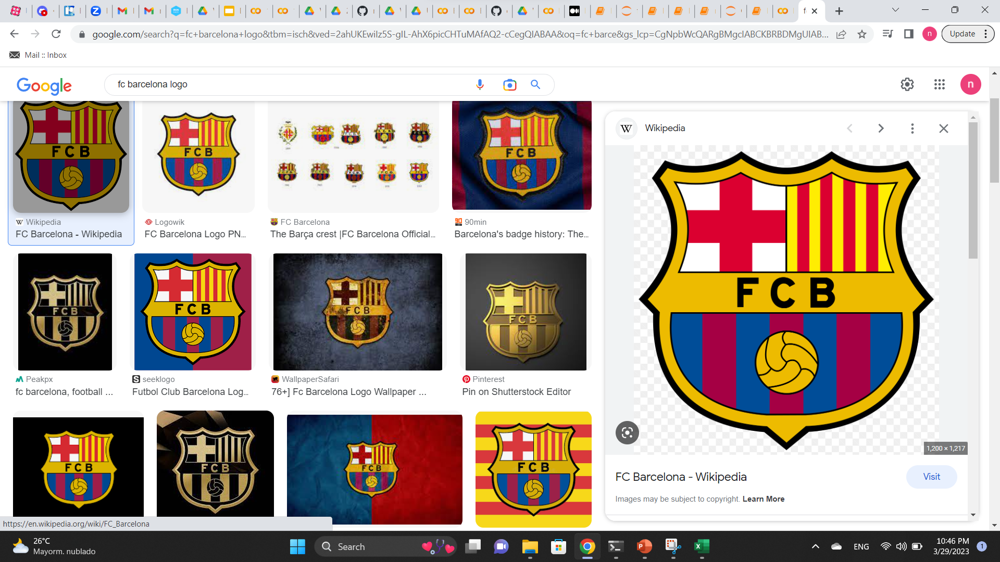 f
google.com/search?q=fc+barcelona+logo&tbm=isch&ved=2ahUKEwiIz5S-gIL-AhX6picCHTuMAfAQ2-cCegQIABAA&oq=fc+barce&gs_lcp=CgNpbWcQARgBMgcIABCKBRBDMgUIAB...
n
Update
Mail :: Inbox
Google
fc barcelona logo
n
FCB
FCB
FCB
W Wikipedia
FCB
Wikipedia
FC Barcelona - Wikipedia
Logowik
FC Barcelona Logo PN...
FC Barcelona
The Barça crest |FC Barcelona Official...
90min
Barcelona's badge history: The...
FCB
FCB
FCB
FCB
Peakpx
fc barcelona, football ...
seeklogo
Futbol Club Barcelona Log...
WallpaperSafari
76+] Fc Barcelona Logo Wallpaper ...
Pinterest
Pin on Shutterstock Editor
FCB
FCB
FCB
FCB
1,200 × 1,217
FC Barcelona - Wikipedia
Visit
Images may be subject to copyright. Learn More
https://en.wikipedia.org/wiki/FC_Barcelona
26°C
Mayorm. nublado
Search
ENG
10:46 PM
3/29/2023
1